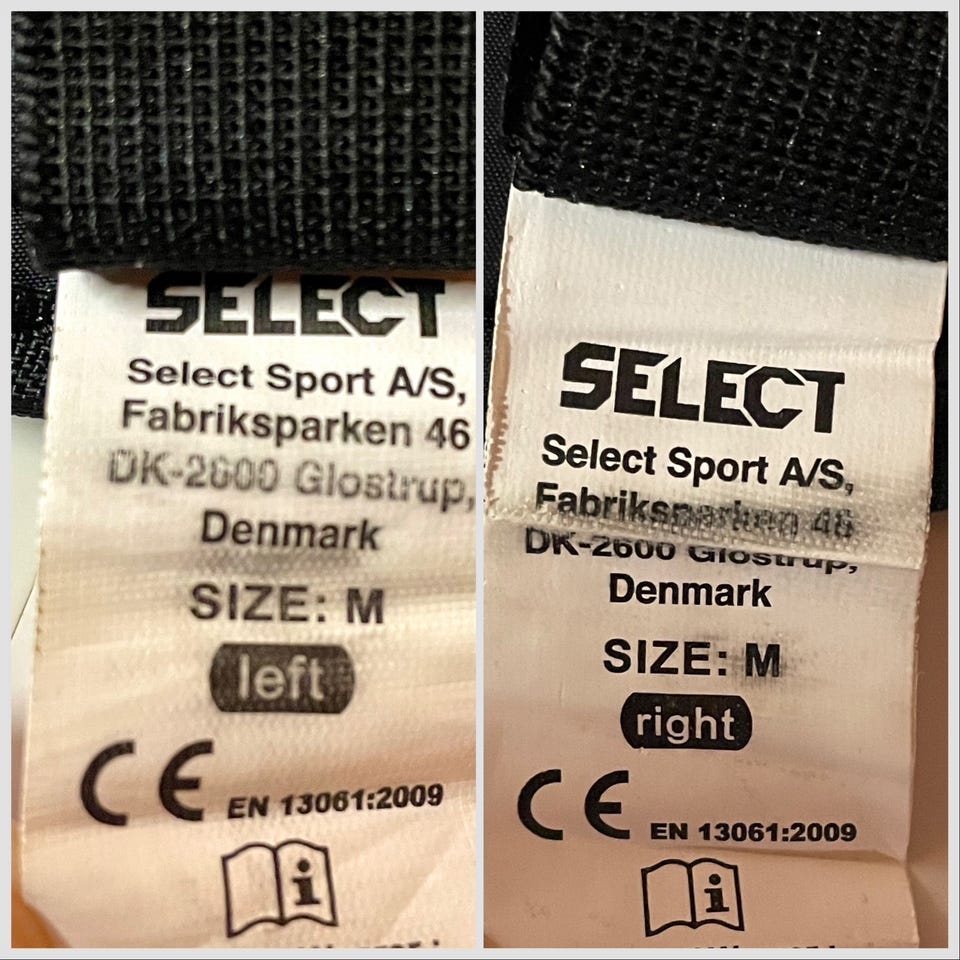 SELECT
Select Sport A/S,
Fabriksparken 46
DK-2600 Glostrup,
Denmark
SIZE: M
left
CE EN 13061:2009
i
SELECT
Select Sport A/S,
Fabriksparken 46
DK-2600 Glostrup,
Denmark
SIZE: M
right
CE EN 13061:2009
i